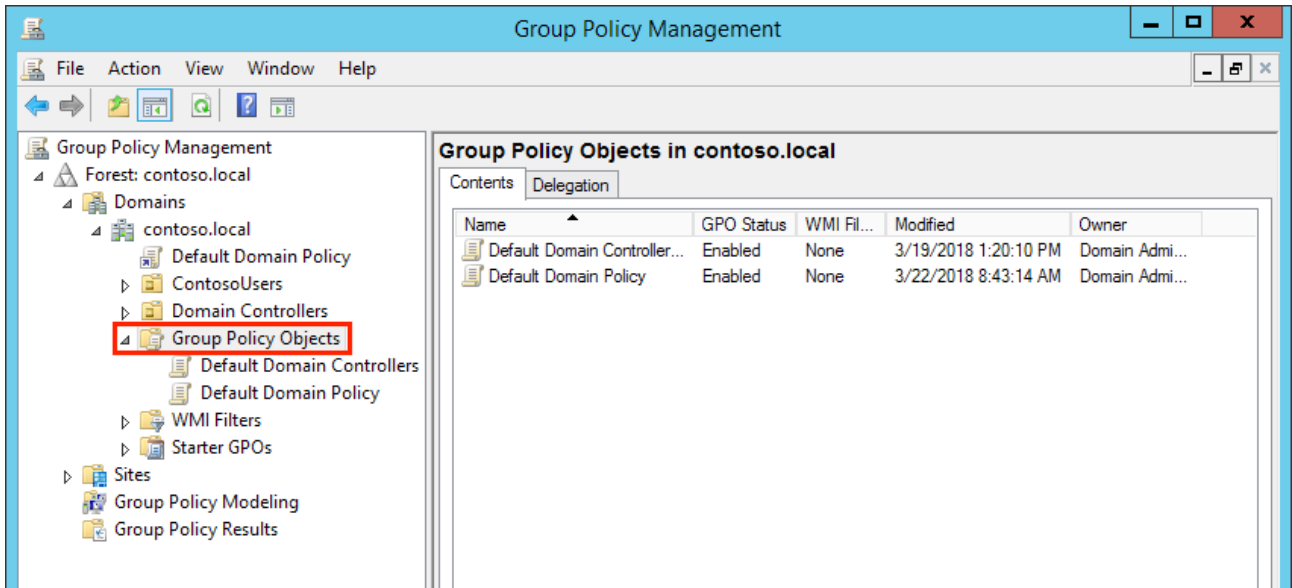 Group Policy Management
File Action View Window Help
Group Policy Management
Forest: contoso.local
Domains
contoso.local
Default Domain Policy
ContosoUsers
Domain Controllers
Group Policy Objects
Default Domain Controllers
Default Domain Policy
WMI Filters
Starter GPOs
Sites
Group Policy Modeling
Group Policy Results
Group Policy Objects in contoso.local
Contents Delegation
Name GPO Status WMI Fil... Modified Owner
Default Domain Controller... Enabled None 3/19/2018 1:20:10 PM Domain Admi...
Default Domain Policy Enabled None 3/22/2018 8:43:14 AM Domain Admi...